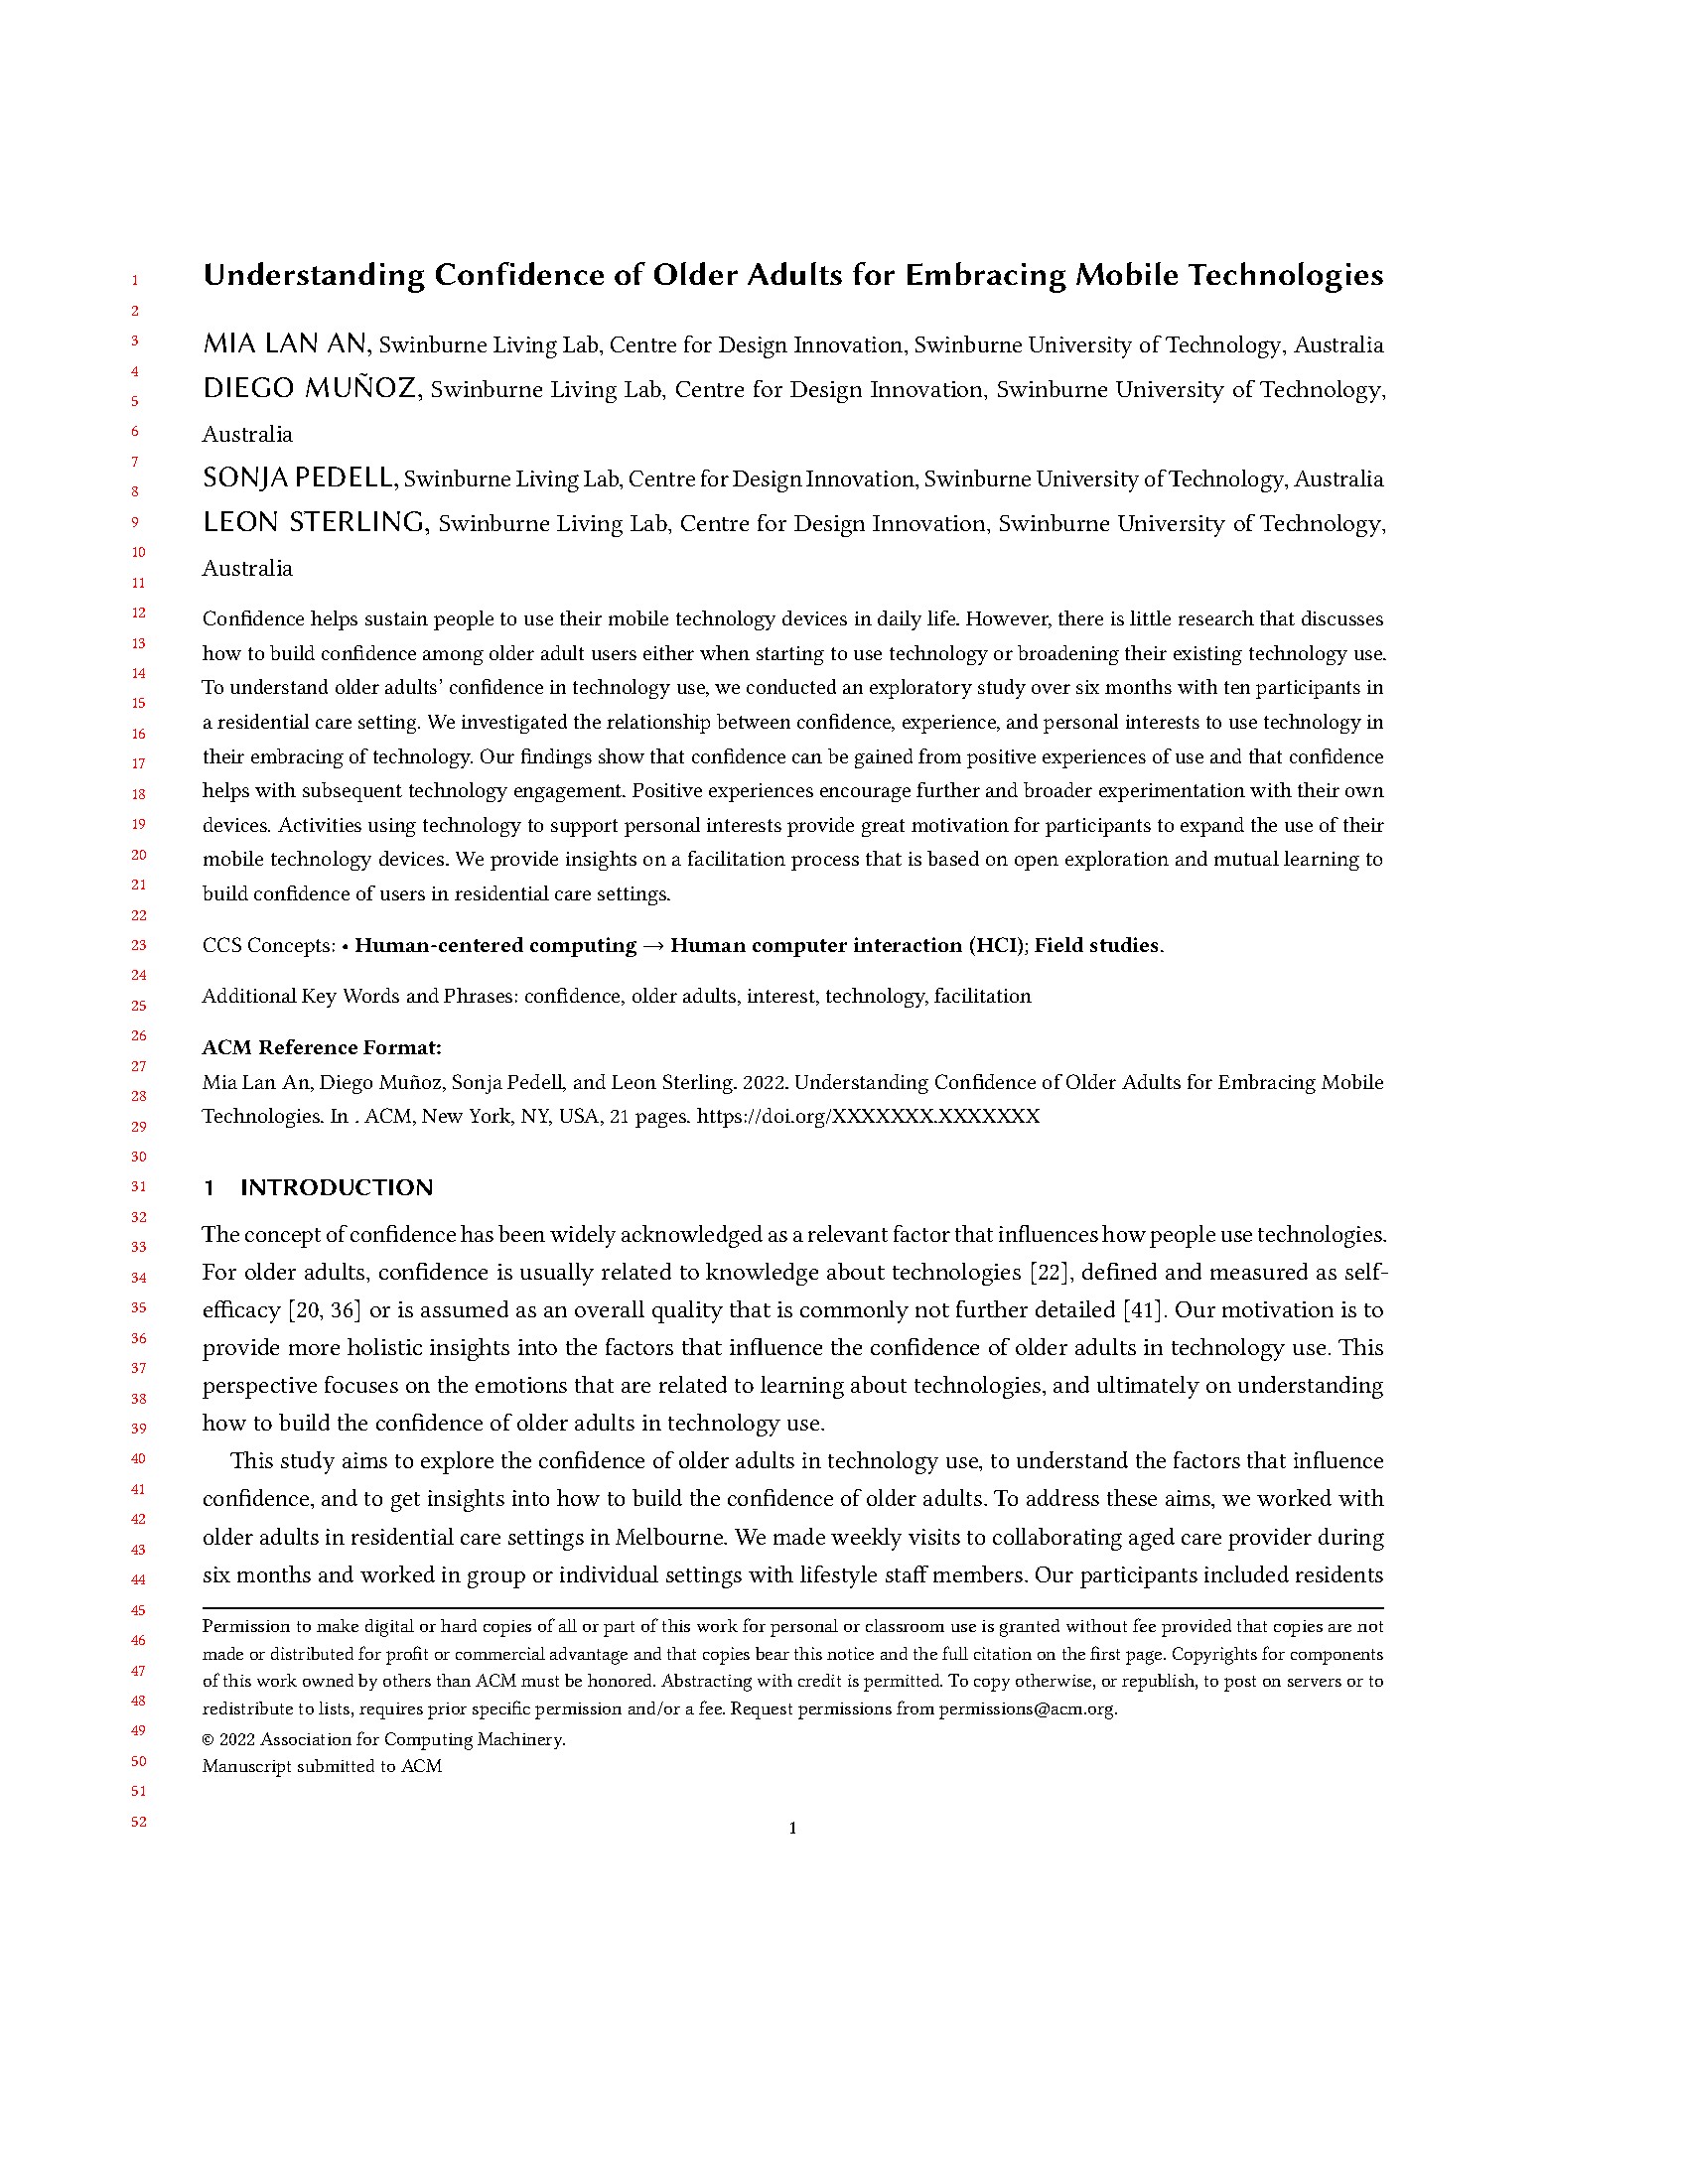 Understanding Confidence of Older Adults for Embracing Mobile Technologies
MIA LAN AN, Swinburne Living Lab, Centre for Design Innovation, Swinburne University of Technology, Australia
DIEGO MUÑOZ, Swinburne Living Lab, Centre for Design Innovation, Swinburne University of Technology,
Australia
SONJA PEDELL, Swinburne Living Lab, Centre for Design Innovation, Swinburne University of Technology, Australia
LEON STERLING, Swinburne Living Lab, Centre for Design Innovation, Swinburne University of Technology,
Australia
Confidence helps sustain people to use their mobile technology devices in daily life. However, there is little research that discusses
how to build confidence among older adult users either when starting to use technology or broadening their existing technology use.
To understand older adults' confidence in technology use, we conducted an exploratory study over six months with ten participants in
a residential care setting. We investigated the relationship between confidence, experience, and personal interests to use technology in
their embracing of technology. Our findings show that confidence can be gained from positive experiences of use and that confidence
helps with subsequent technology engagement. Positive experiences encourage further and broader experimentation with their own
devices. Activities using technology to support personal interests provide great motivation for participants to expand the use of their
mobile technology devices. We provide insights on a facilitation process that is based on open exploration and mutual learning to
build confidence of users in residential care settings.
CCS Concepts: • Human-centered computing → Human computer interaction (HCI); Field studies.
Additional Key Words and Phrases: confidence, older adults, interest, technology, facilitation
ACM Reference Format:
Mia Lan An, Diego Muñoz, Sonja Pedell, and Leon Sterling. 2022. Understanding Confidence of Older Adults for Embracing Mobile
Technologies. In . ACM, New York, NY, USA, 21 pages. https://doi.org/XXXXXXX.XXXXXXX
1 INTRODUCTION
The concept of confidence has been widely acknowledged as a relevant factor that influences how people use technologies.
For older adults, confidence is usually related to knowledge about technologies [22], defined and measured as self-
efficacy [20, 36] or is assumed as an overall quality that is commonly not further detailed [41]. Our motivation is to
provide more holistic insights into the factors that influence the confidence of older adults in technology use. This
perspective focuses on the emotions that are related to learning about technologies, and ultimately on understanding
how to build the confidence of older adults in technology use.
This study aims to explore the confidence of older adults in technology use, to understand the factors that influence
confidence, and to get insights into how to build the confidence of older adults. To address these aims, we worked with
older adults in residential care settings in Melbourne. We made weekly visits to collaborating aged care provider during
six months and worked in group or individual settings with lifestyle staff members. Our participants included residents
Permission to make digital or hard copies of all or part of this work for personal or classroom use is granted without fee provided that copies are not
made or distributed for profit or commercial advantage and that copies bear this notice and the full citation on the first page. Copyrights for components
of this work owned by others than ACM must be honored. Abstracting with credit is permitted. To copy otherwise, or republish, to post on servers or to
redistribute to lists, requires prior specific permission and/or a fee. Request permissions from permissions@acm.org.
© 2022 Association for Computing Machinery.
Manuscript submitted to ACM
1
1
2
3
4
5
6
7
8
9
10
11
12
13
14
15
16
17
18
19
20
21
22
23
24
25
26
27
28
29
30
31
32
33
34
35
36
37
38
39
40
41
42
43
44
45
46
47
48
49
50
51
52